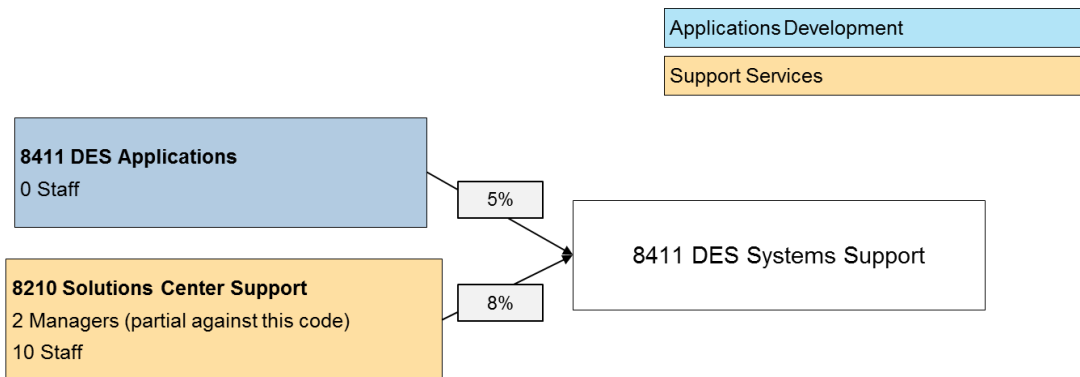 Applications Development
Support Services
8411 DES Applications
0 Staff
5%
8411 DES Systems Support
8210 Solutions Center Support
2 Managers (partial against this code)
10 Staff
8%